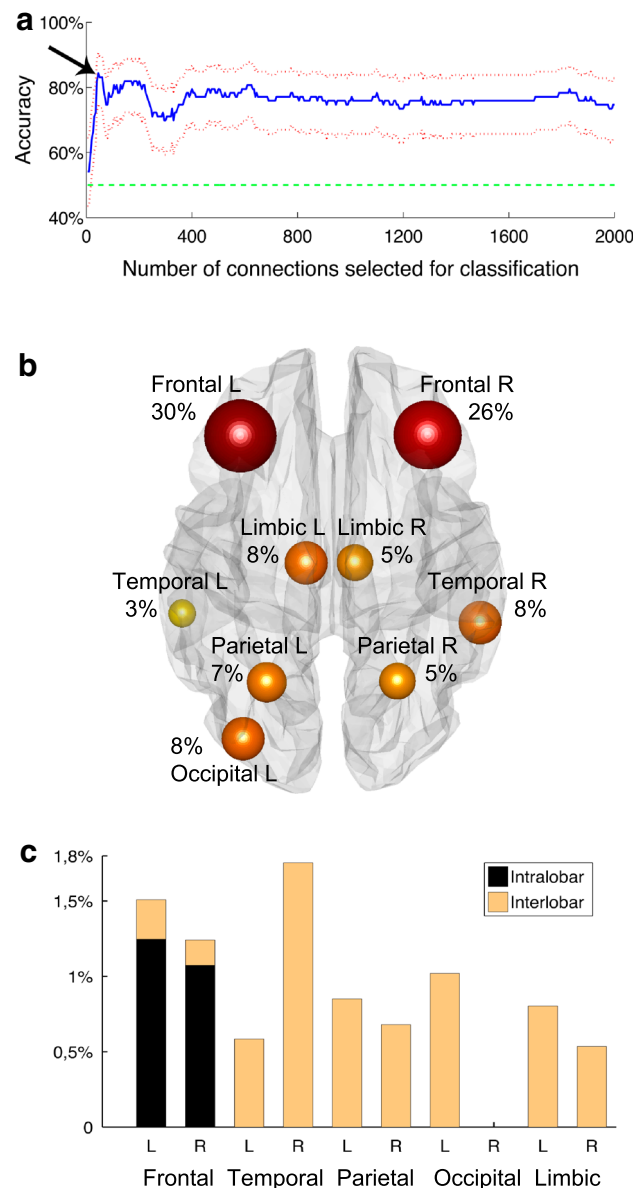 a
100%
80%
60%
40%
Accuracy
0 400 800 1200 1600 2000
Number of connections selected for classification
b
Frontal L
30%
Frontal R
26%
Limbic L
8%
Limbic R
5%
Temporal L
3%
Temporal R
8%
Parietal L
7%
Parietal R
5%
8%
Occipital L
c
1.8%
1,5%
1%
0,5%
0
Intralobar
Interlobar
L R L R L R L R L R
Frontal Temporal Parietal Occipital Limbic